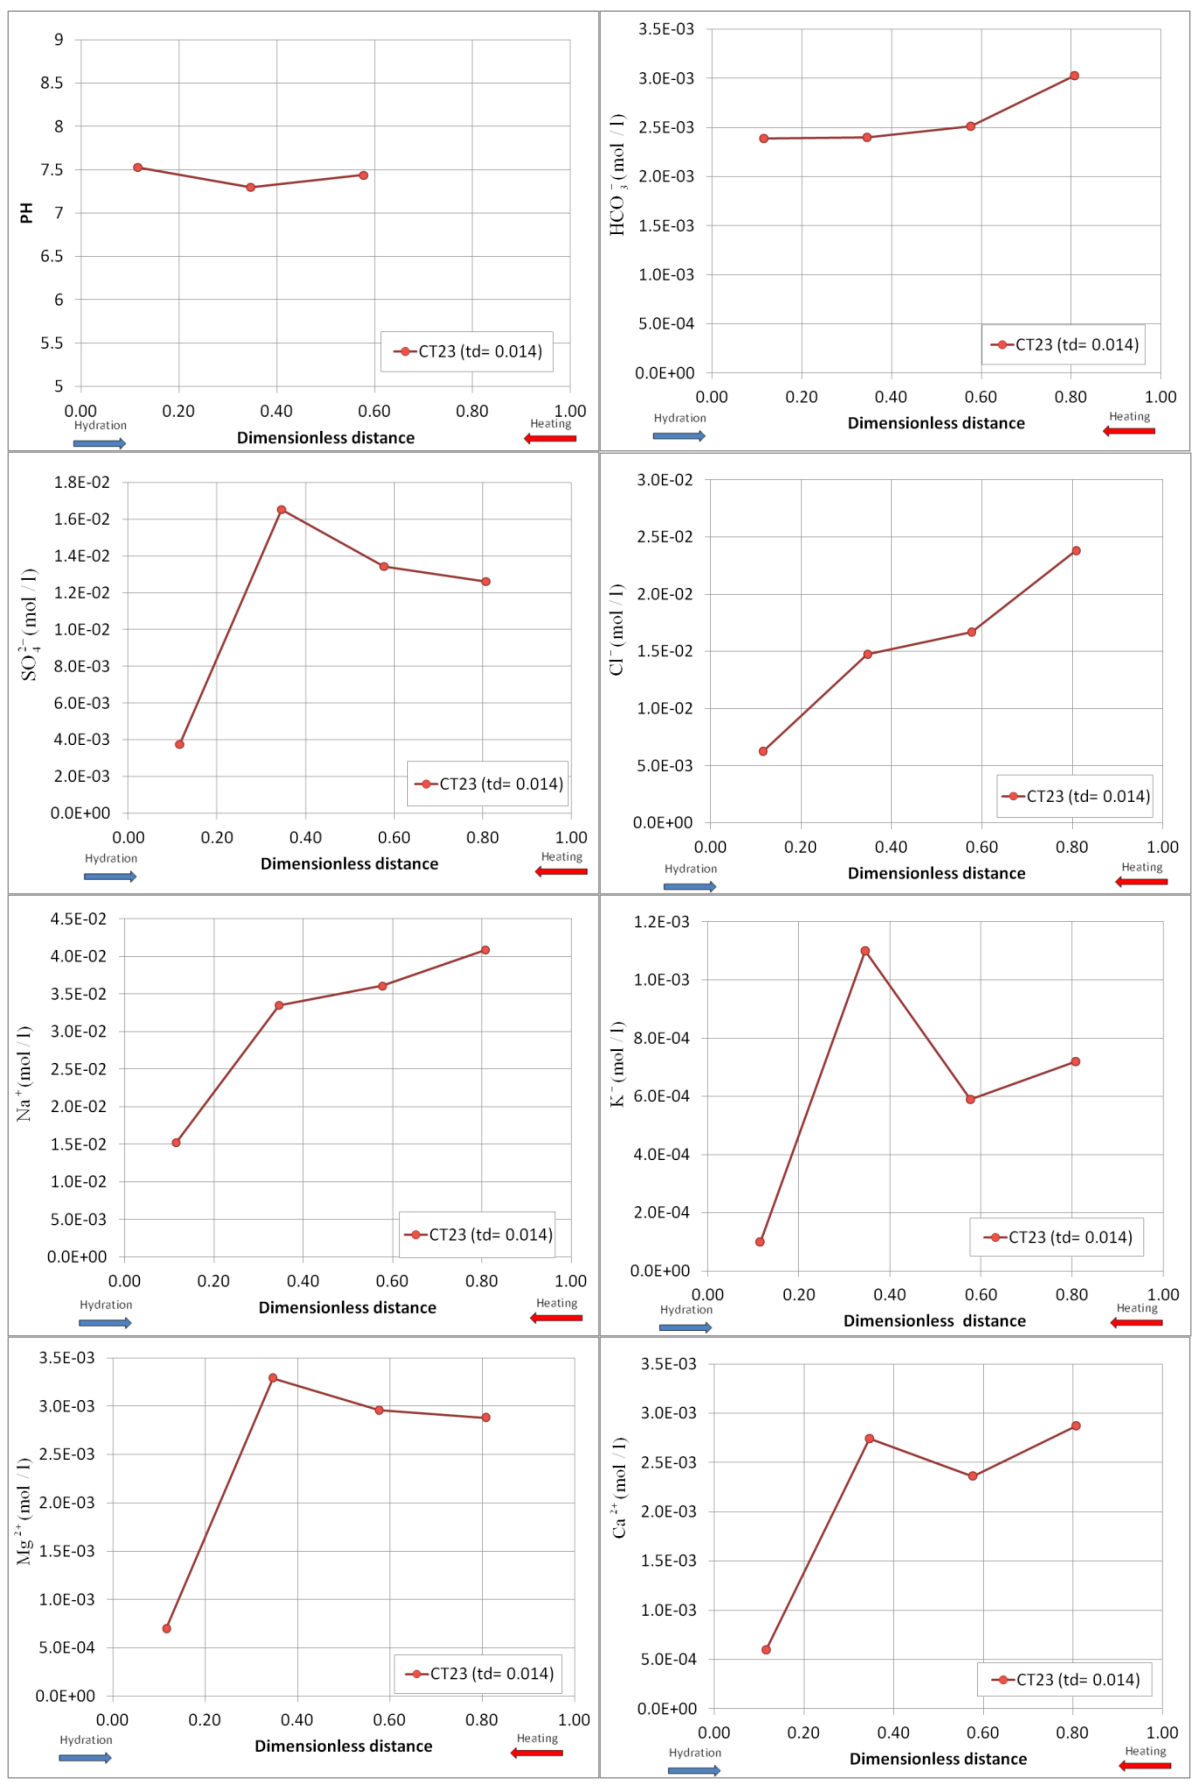 9
8.5
8
7.5
7
6.5
6
5.5
5
PH
CT23 (td= 0.014)
0.00 0.20 0.40 0.60 0.80 1.00
Hydration
Dimensionless distance
Heating
3.5E-03
3.0E-03
2.5E-03
2.0E-03
1.5E-03
1.0E-03
5.0E-04
0.0E+00
HCO₃⁻ (mol / l)
CT23 (td= 0.014)
0.00 0.20 0.40 0.60 0.80 1.00
Hydration
Dimensionless distance
Heating
1.8E-02
1.6E-02
1.4E-02
1.2E-02
1.0E-02
8.0E-03
6.0E-03
4.0E-03
2.0E-03
0.0E+00
SO₄²⁻ (mol / l)
CT23 (td= 0.014)
0.00 0.20 0.40 0.60 0.80 1.00
Hydration
Dimensionless distance
Heating
3.0E-02
2.5E-02
2.0E-02
1.5E-02
1.0E-02
5.0E-03
0.0E+00
Cl⁻ (mol / l)
CT23 (td= 0.014)
0.00 0.20 0.40 0.60 0.80 1.00
Hydration
Dimensionless distance
Heating
4.5E-02
4.0E-02
3.5E-02
3.0E-02
2.5E-02
2.0E-02
1.5E-02
1.0E-02
5.0E-03
0.0E+00
Na⁺ (mol / l)
CT23 (td= 0.014)
0.00 0.20 0.40 0.60 0.80 1.00
Hydration
Dimensionless distance
Heating
1.2E-03
1.0E-03
8.0E-04
6.0E-04
4.0E-04
2.0E-04
0.0E+00
K⁻ (mol / l)
CT23 (td= 0.014)
0.00 0.20 0.40 0.60 0.80 1.00
Hydration
Dimensionless distance
Heating
3.5E-03
3.0E-03
2.5E-03
2.0E-03
1.5E-03
1.0E-03
5.0E-04
0.0E+00
Mg²⁺ (mol / l)
CT23 (td= 0.014)
0.00 0.20 0.40 0.60 0.80 1.00
Hydration
Dimensionless distance
Heating
3.5E-03
3.0E-03
2.5E-03
2.0E-03
1.5E-03
1.0E-03
5.0E-04
0.0E+00
Ca²⁺ (mol / l)
CT23 (td= 0.014)
0.00 0.20 0.40 0.60 0.80 1.00
Hydration
Dimensionless distance
Heating